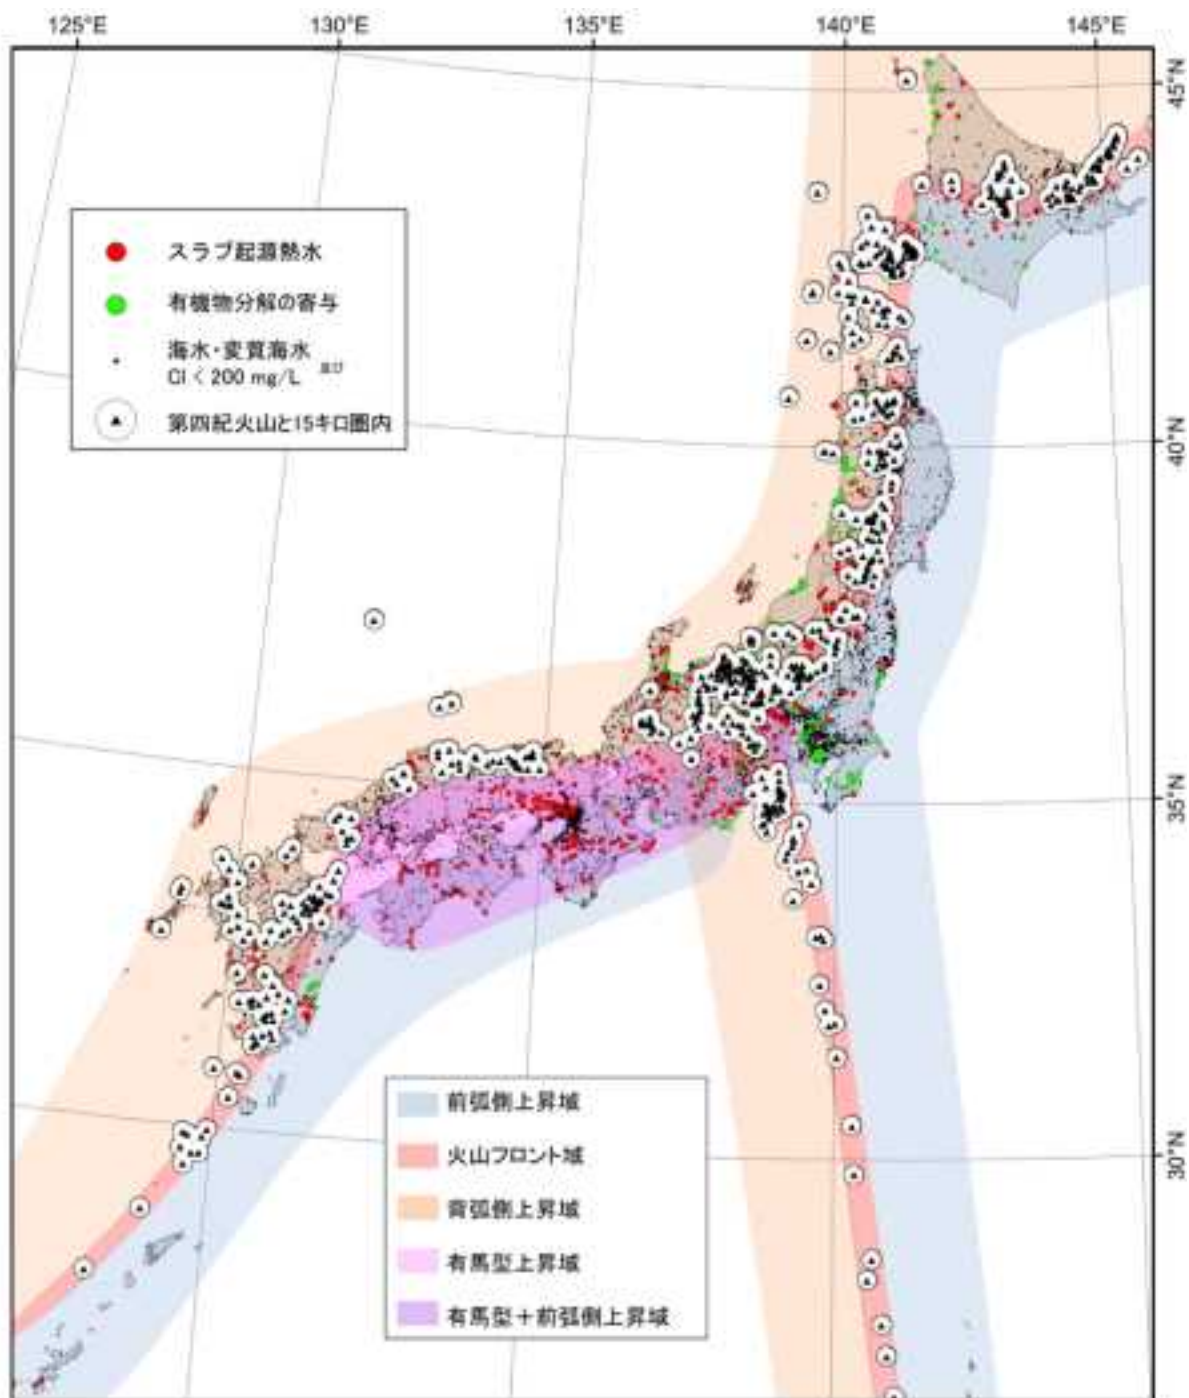 125°E
130°E
135°E
140°E
145°E
45°N
スラブ起源熱水
有機物分解の寄与
海水・変質海水 及び
Cl < 200 mg/L
第四紀火山と15キロ圏内
40°N
35°N
前弧側上昇域
火山フロント域
30°N
背弧側上昇域
有馬型上昇域
有馬型＋前弧側上昇域